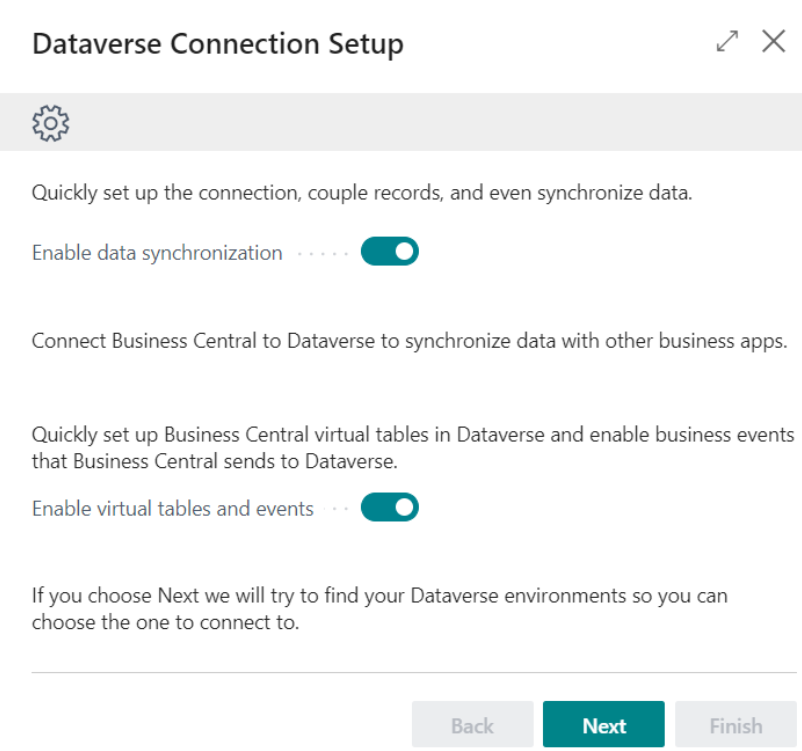 Dataverse Connection Setup
Quickly set up the connection, couple records, and even synchronize data.
Enable data synchronization
Connect Business Central to Dataverse to synchronize data with other business apps.
Quickly set up Business Central virtual tables in Dataverse and enable business events
that Business Central sends to Dataverse.
Enable virtual tables and events
If you choose Next we will try to find your Dataverse environments so you can
choose the one to connect to.
Back Next Finish